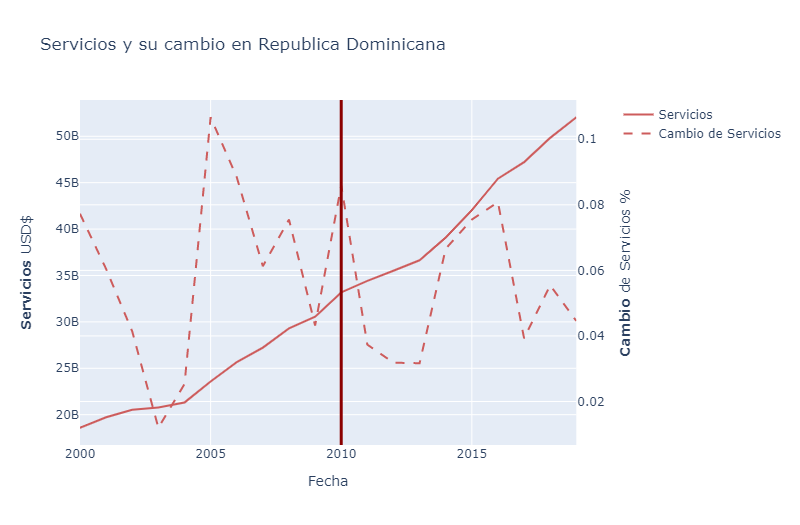 Servicios y su cambio en Republica Dominicana
Servicios
Cambio de Servicios
50B
45B
40B
35B
30B
25B
20B
0.1
0.08
0.06
0.04
0.02
2000
2005
2010
2015
Fecha
Servicios USD$
Cambio de Servicios %